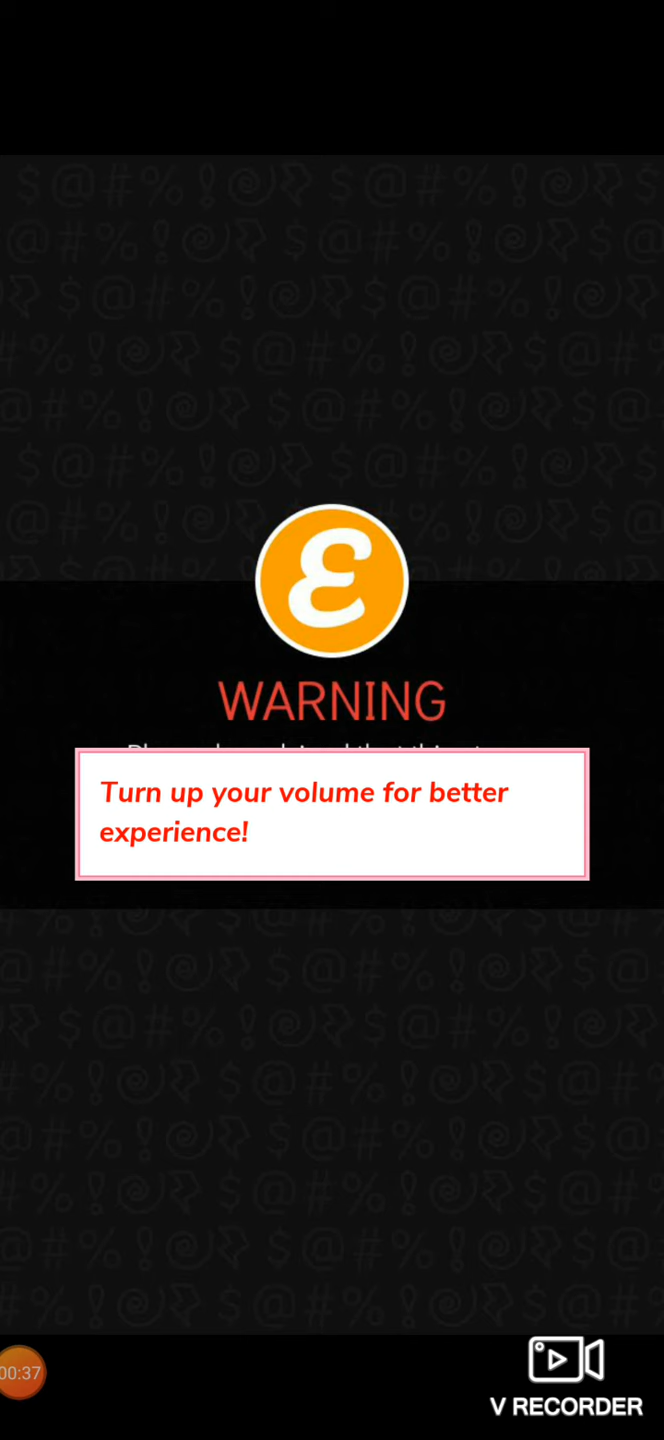 WARNING
Turn up your volume for better
experience!
00:37
V RECORDER